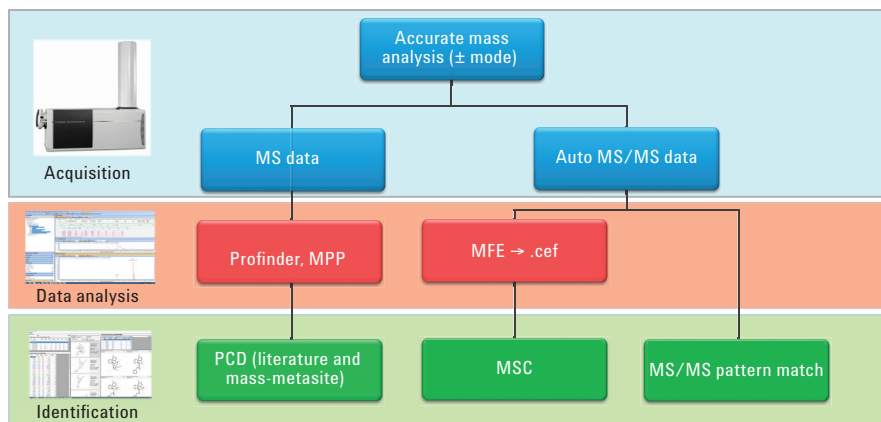 Accurate mass
analysis (± mode)
MS data
Auto MS/MS data
Acquisition
Profinder, MPP
MFE → .cef
Data analysis
PCD (literature and
mass-metasite)
MSC
MS/MS pattern match
Identification